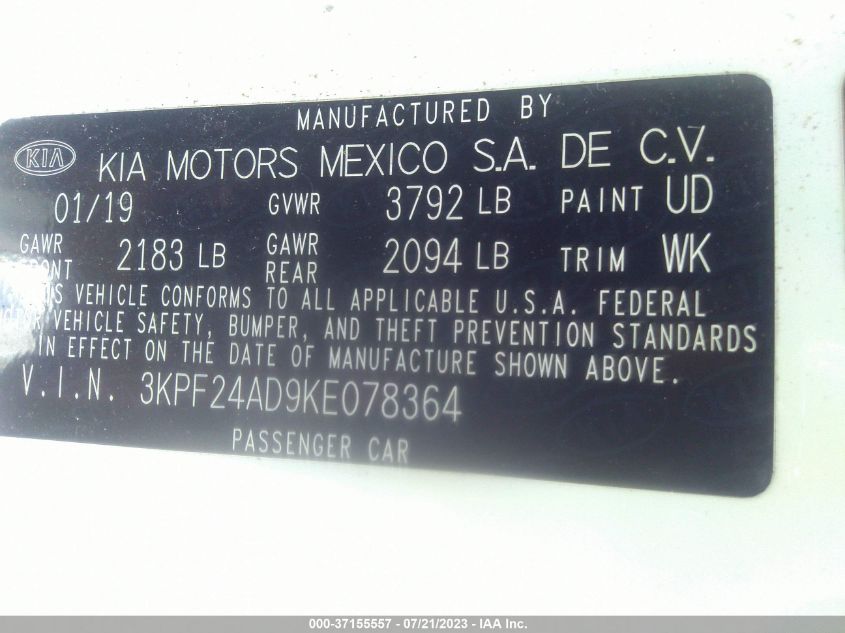 MANUFACTURED BY
KIA KIA MOTORS MEXICO S.A. DE C.V.
01/19 GVWR 3792 LB PAINT UD
GAWR 2183 LB GAWR 2094 LB TRIM WK
REAR
VEHICLE CONFORMS TO ALL APPLICABLE U.S.A. FEDERAL
VEHICLE SAFETY, BUMPER, AND THEFT PREVENTION STANDARDS
IN EFFECT ON THE DATE OF MANUFACTURE SHOWN ABOVE.
V.I.N. 3KPF24AD9KE078364
PASSENGER CAR
000-37155557 - 07/21/2023 - IAA Inc.